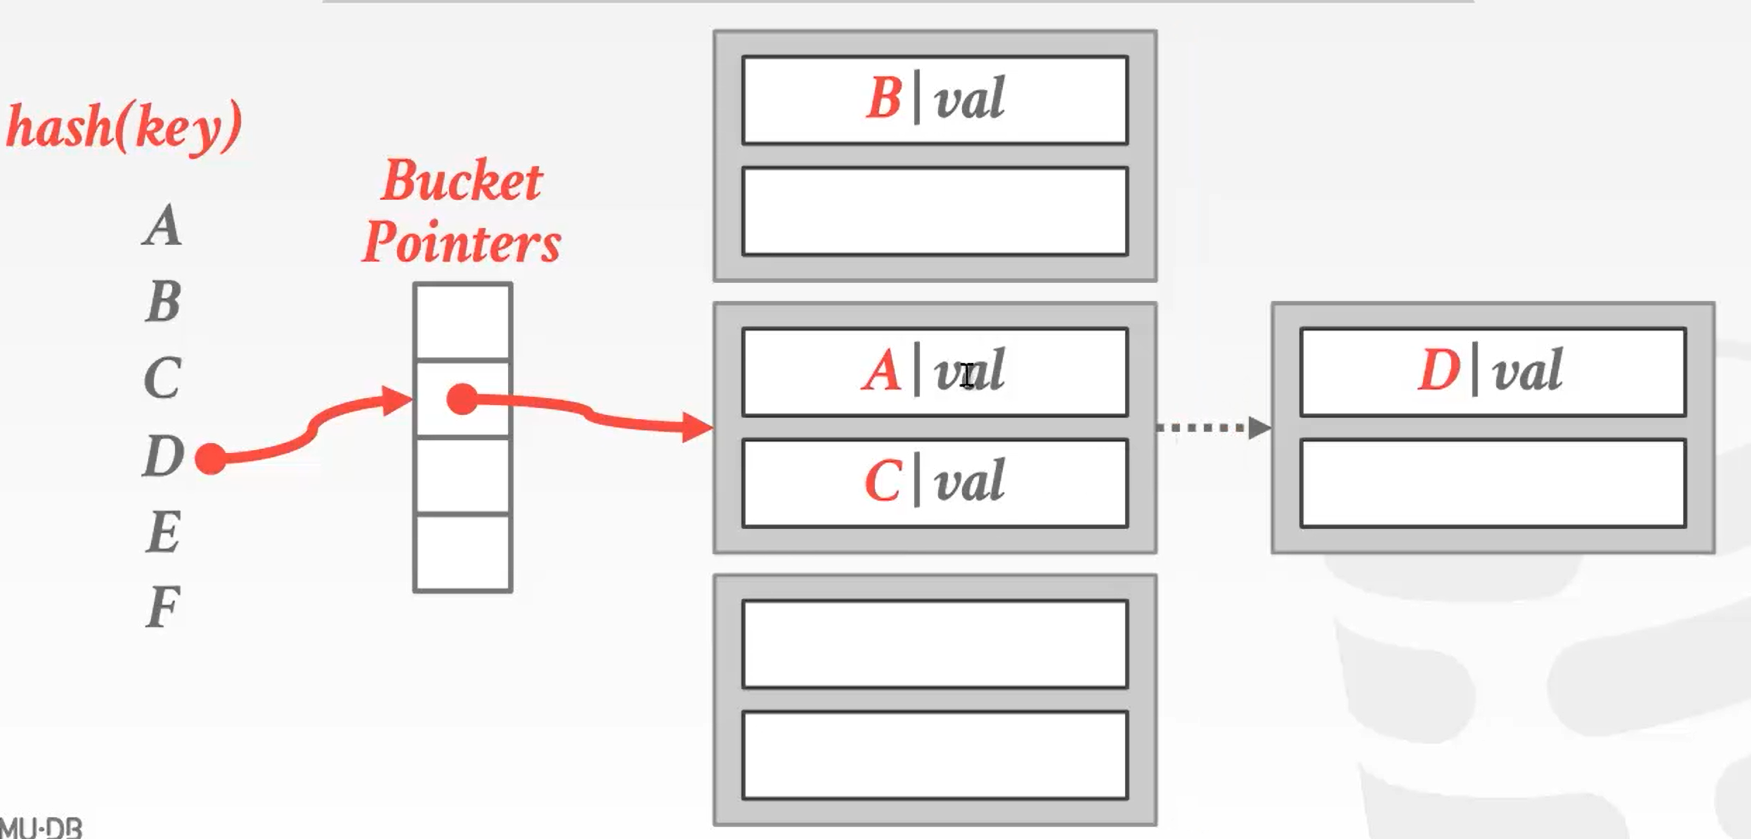 hash(key)
A
B
C
D
E
F
Bucket
Pointers
B|val
A|val
C|val
D|val
MU·DB